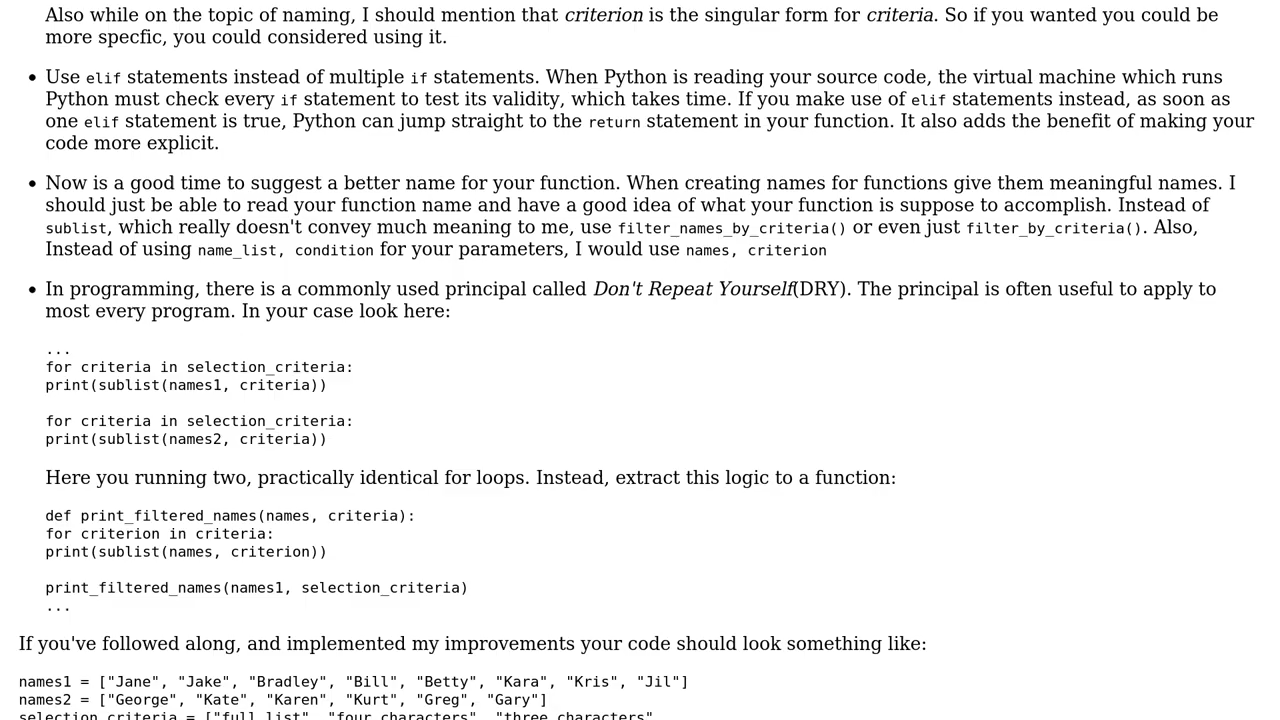 Also while on the topic of naming, I should mention that criterion is the singular form for criteria. So if you wanted you could be
more specfic, you could considered using it.
• Use elif statements instead of multiple if statements. When Python is reading your source code, the virtual machine which runs
Python must check every if statement to test its validity, which takes time. If you make use of elif statements instead, as soon as
one elif statement is true, Python can jump straight to the return statement in your function. It also adds the benefit of making your
code more explicit.
• Now is a good time to suggest a better name for your function. When creating names for functions give them meaningful names. I
should just be able to read your function name and have a good idea of what your function is suppose to accomplish. Instead of
sublist, which really doesn't convey much meaning to me, use filter_names_by_criteria() or even just filter_by_criteria(). Also,
Instead of using name_list, condition for your parameters, I would use names, criterion
• In programming, there is a commonly used principal called Don't Repeat Yourself(DRY). The principal is often useful to apply to
most every program. In your case look here:
...
for criteria in selection_criteria:
print(sublist(names1, criteria))
for criteria in selection_criteria:
print(sublist(names2, criteria))
Here you running two, practically identical for loops. Instead, extract this logic to a function:
def print_filtered_names(names, criteria):
for criterion in criteria:
print(sublist(names, criterion))
print_filtered_names(names1, selection_criteria)
...
If you've followed along, and implemented my improvements your code should look something like:
names1 = ["Jane", "Jake", "Bradley", "Bill", "Betty", "Kara", "Kris", "Jil"]
names2 = ["George", "Kate", "Karen", "Kurt", "Greg", "Gary"]
selection_criteria = ["full_list", "four_characters", "three_characters",